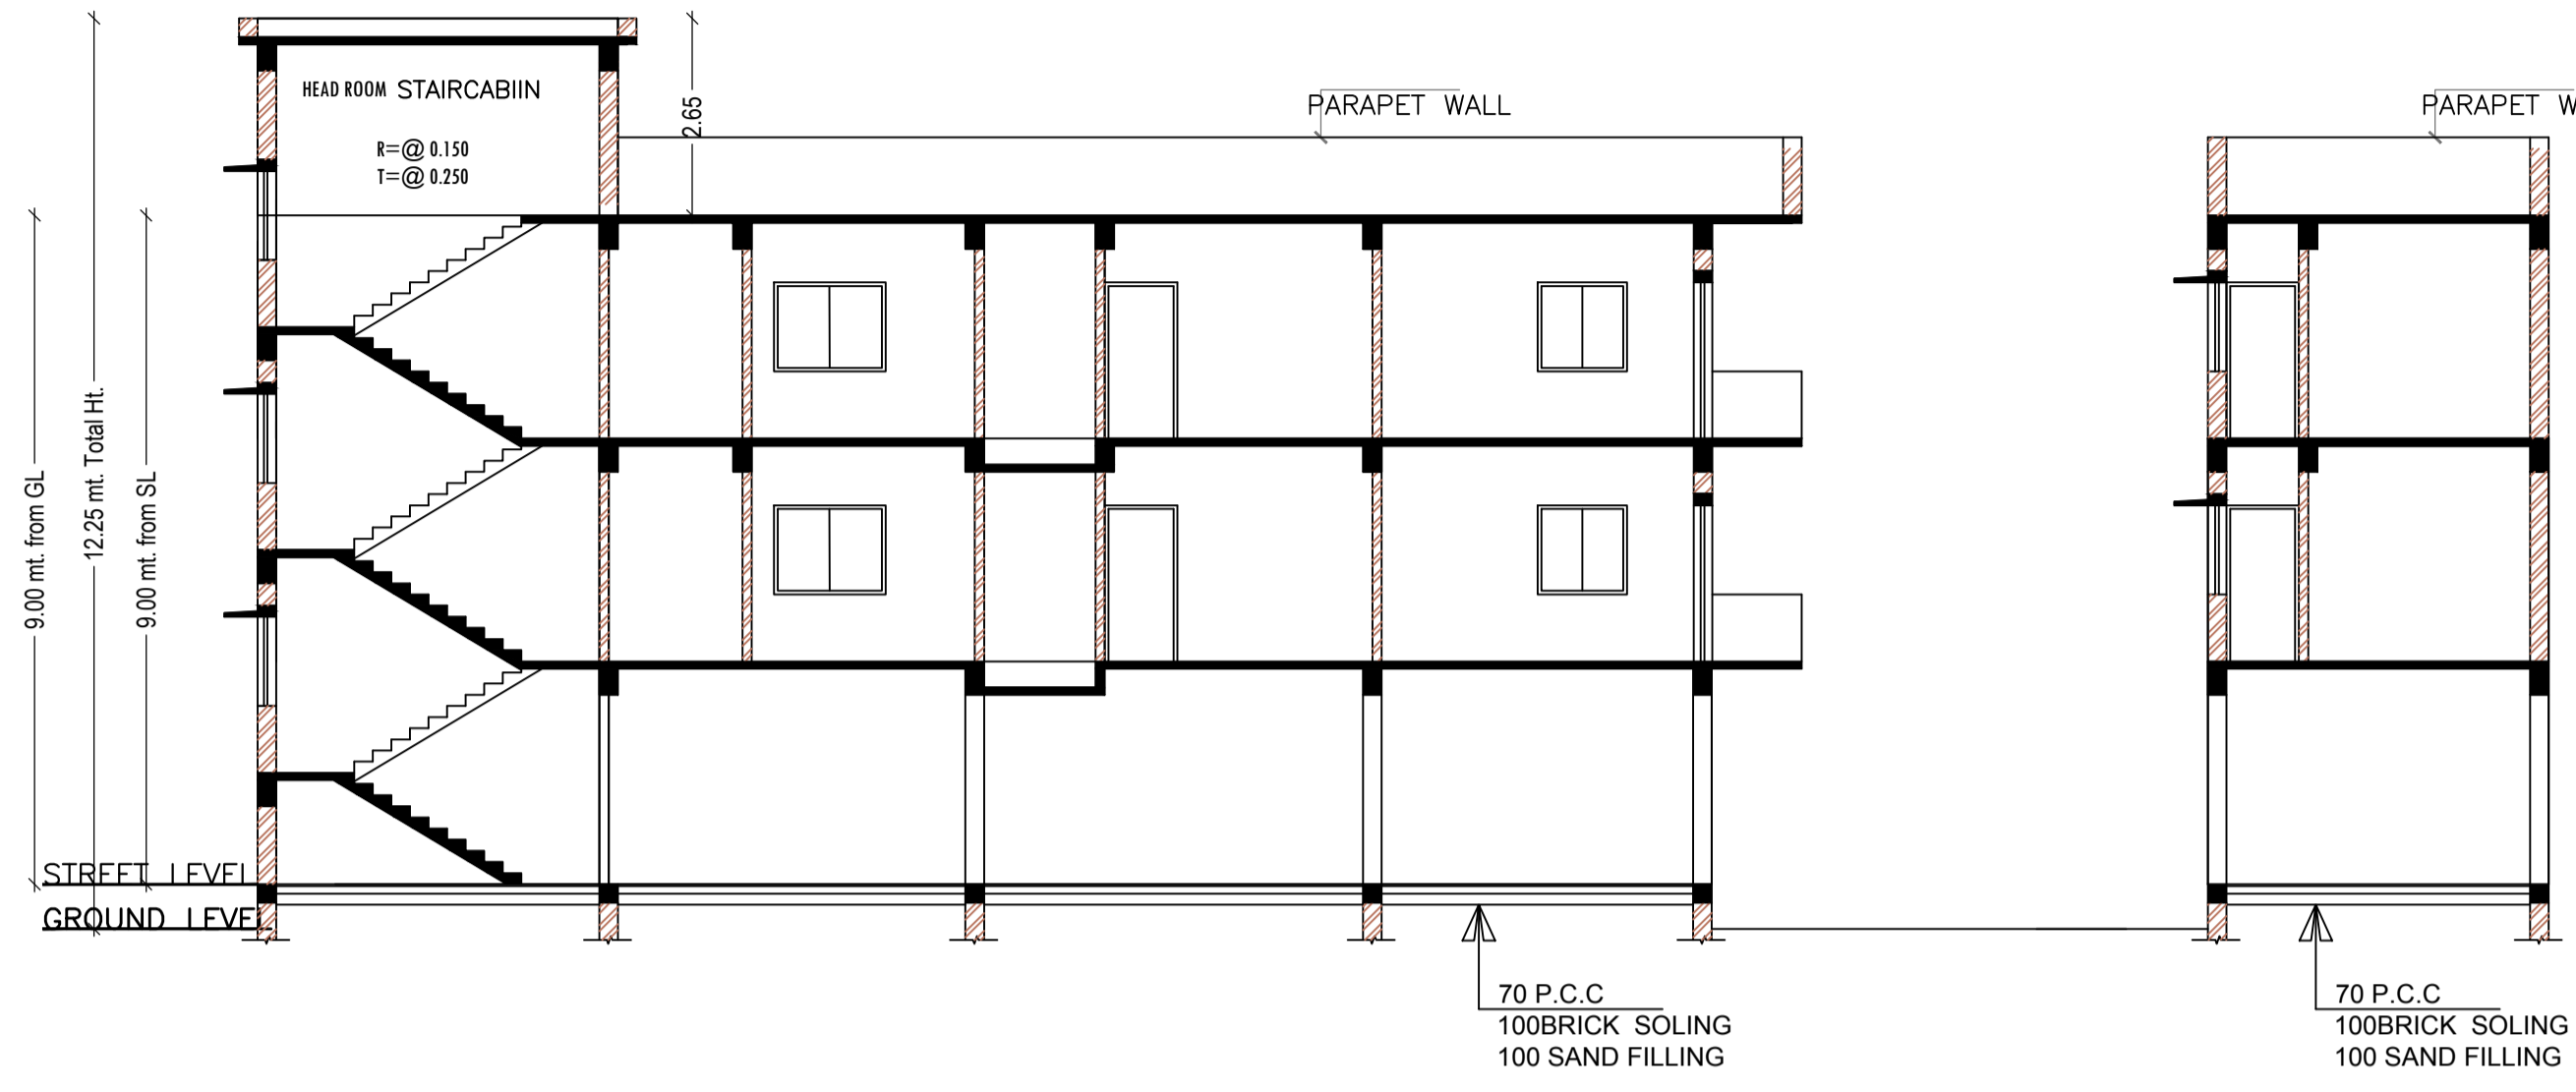 HEAD ROOM STAIRCABIIN
R=@ 0.150
T=@ 0.250
2.65
PARAPET WALL
PARAPET W
9.00 mt. from GL
12.25 mt. Total Ht.
9.00 mt. from SL
STREET LEVEL
GROUND LEVE
70 P.C.C
100BRICK SOLING
100 SAND FILLING
70 P.C.C
100BRICK SOLING
100 SAND FILLING